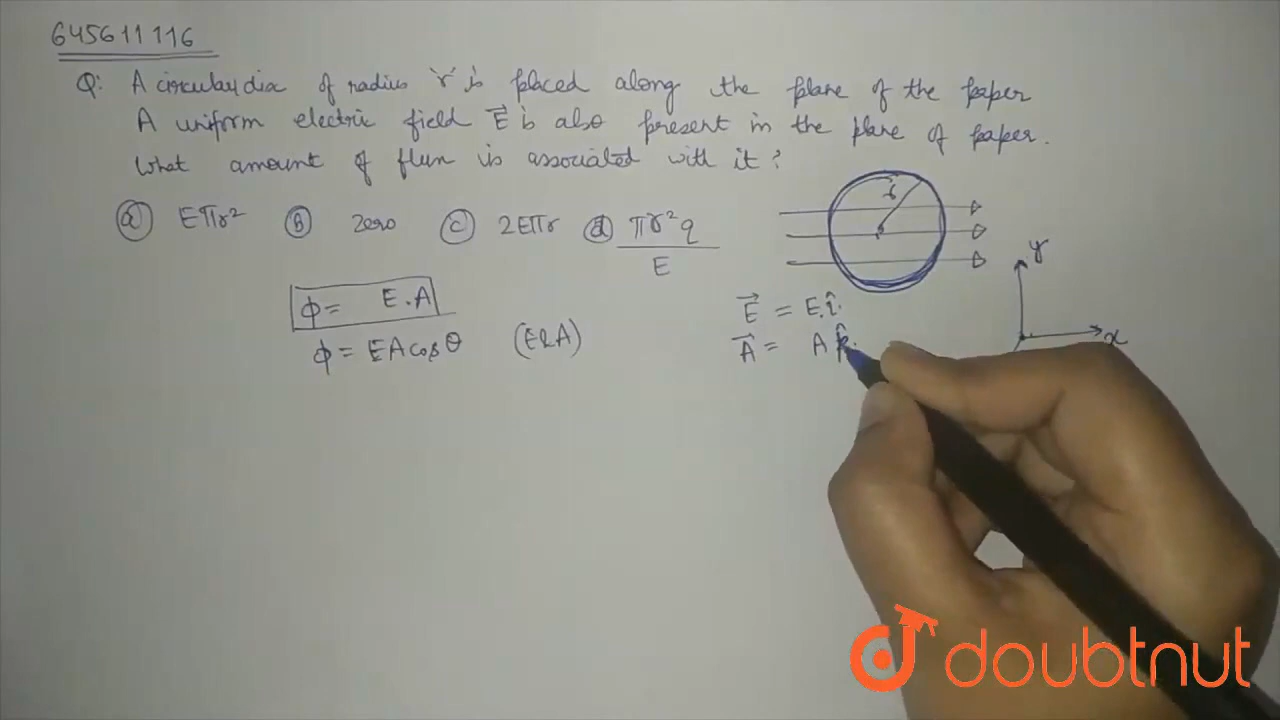 645611116
Q: A circular disc of radius 'r' is placed along the plane of the paper
A uniform electric field E⃗ is also present in the plane of paper.
What amount of flux is associated with it?
(a) Eπr² (b) Zero (c) 2Eπr (d) πr²q/E
r
ϕ = E.A
ϕ = EA cosθ (E&A)
E⃗ = E.î.
A⃗ = A k̂.
Y
x
doubtnut